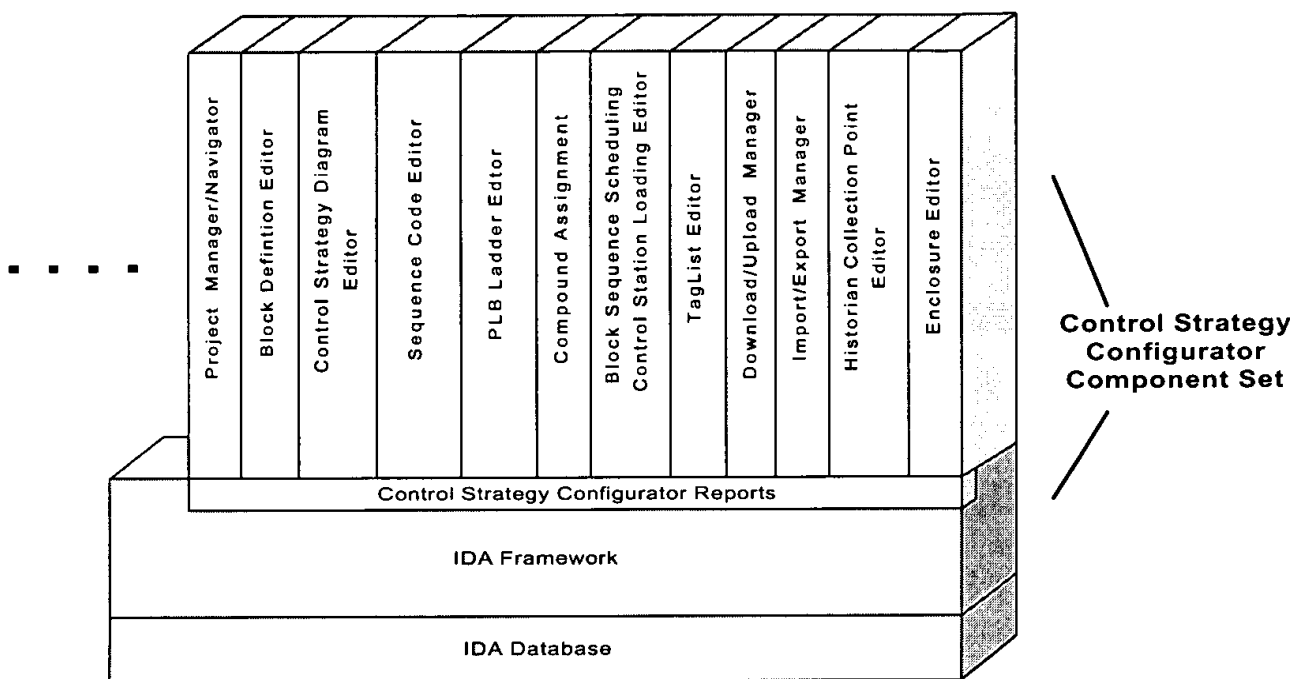 Project Manager/Navigator
Block Defintion Editor
Control Strategy Diagram
Editor
Sequence Code Editor
PLB Ladder Edtor
Compound Assignment
Block Sequence Scheduling
Control Station Loading Editor
TagList Editor
Download/Upload Manager
Import/Export Manager
Historian Collection Point
Editor
Enclosure Editor
Control Strategy
Configurator
Component Set
Control Strategy Configurator Reports
IDA Framework
IDA Database